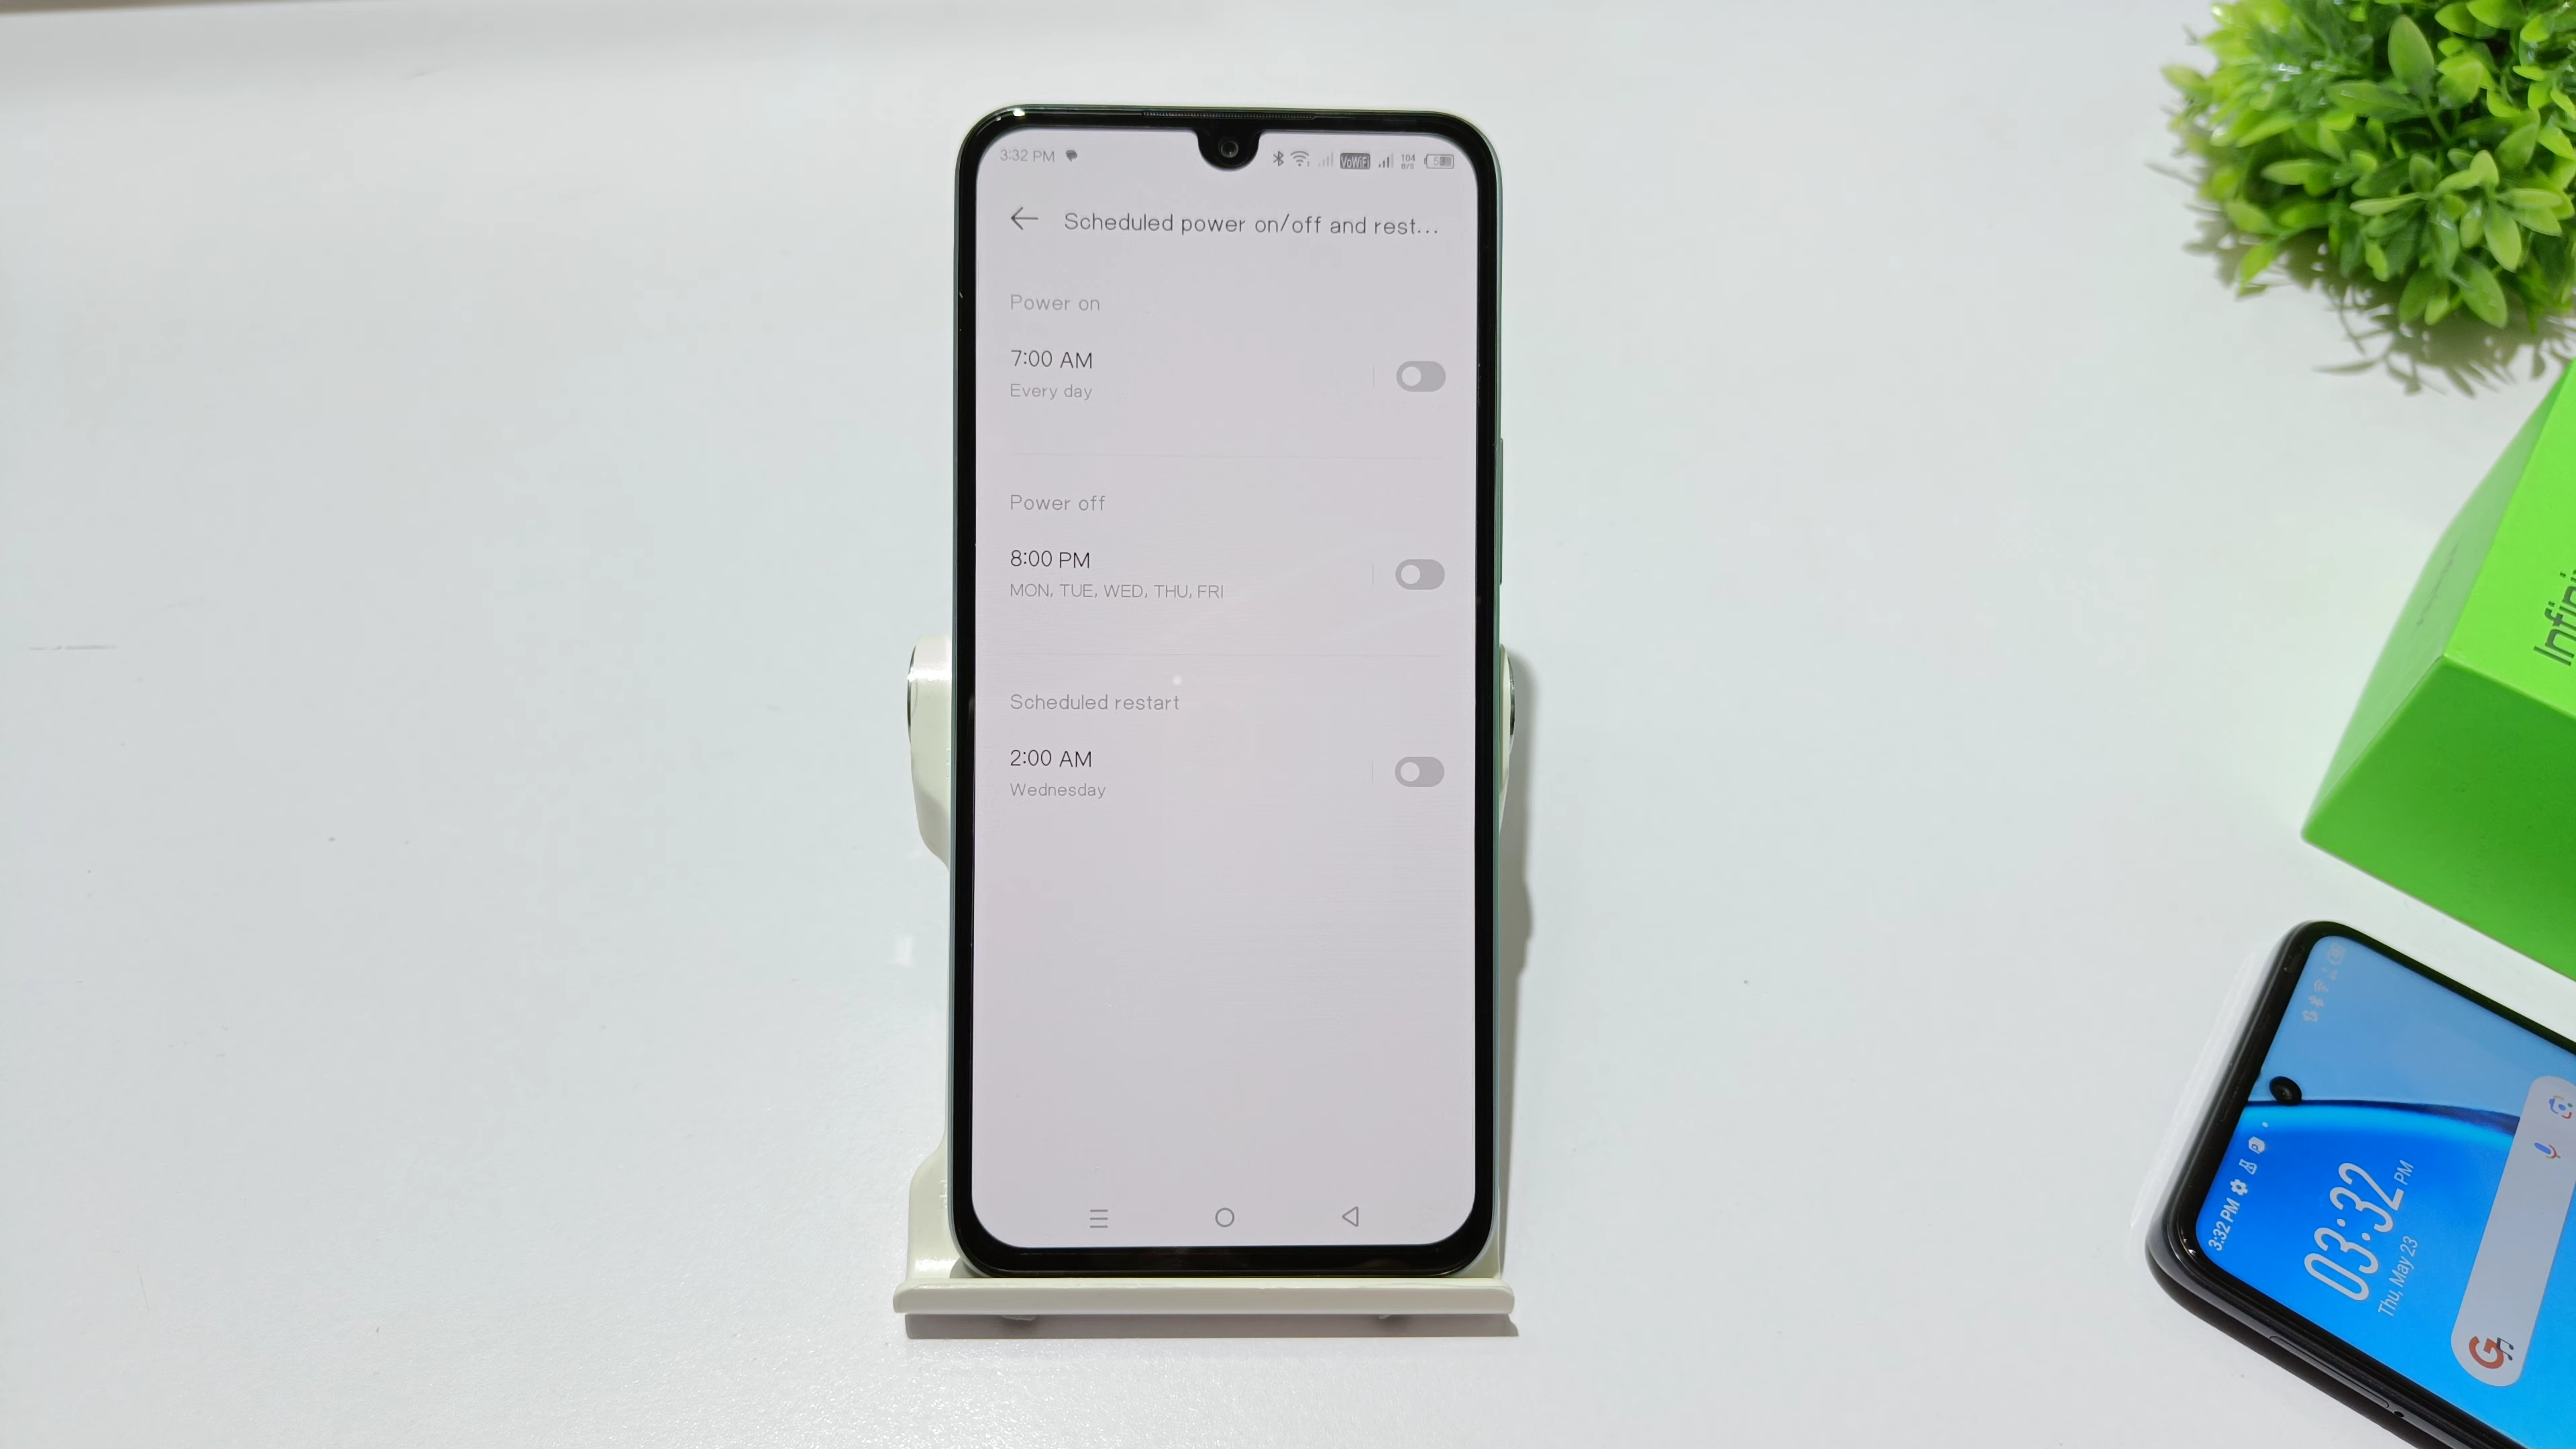 3:32 PM
VoWiFi
104
B/S
Scheduled power on/off and rest...
Power on
7:00 AM
Every day
Power off
8:00 PM
MON, TUE, WED, THU, FRI
Scheduled restart
2:00 AM
Wednesday
3:32 PM
03:32 PM
Thu, May 23